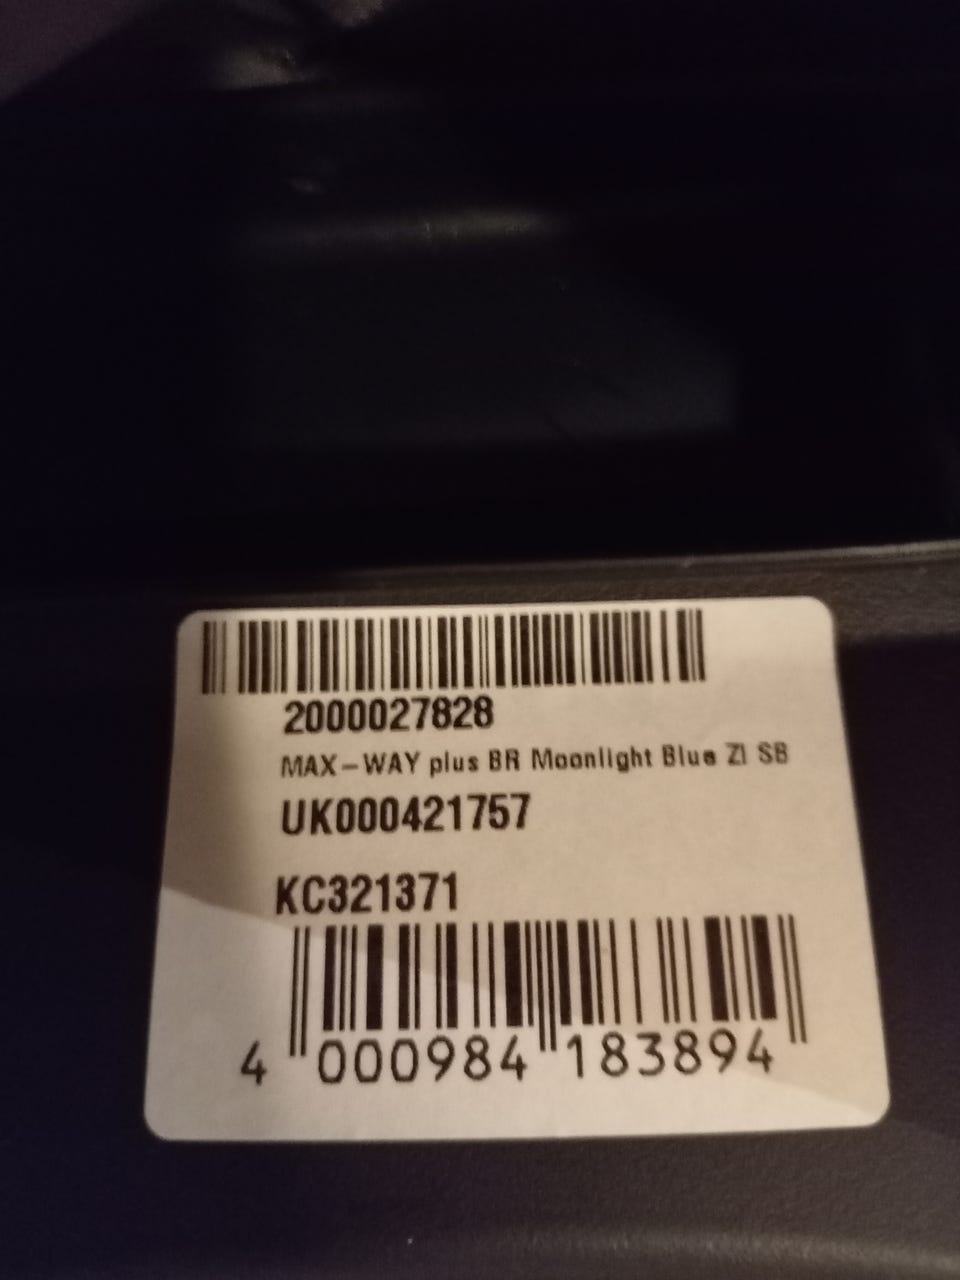 2000027828
MAX-WAY plus BR Moonlight Blue ZI SB
UK000421757
KC321371
4 000984 183894